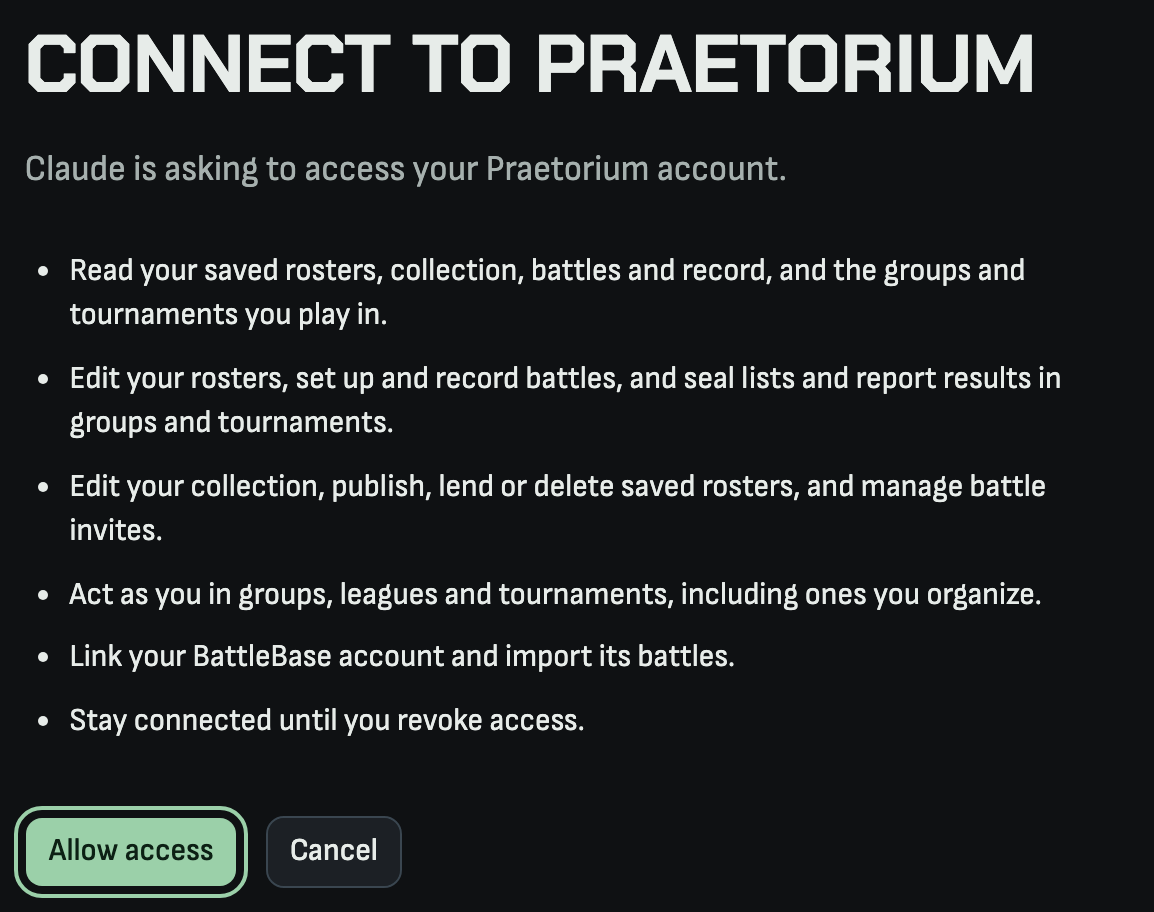 CONNECT TO PRAETORIUM
Claude is asking to access your Praetorium account.
• Read your saved rosters, collection, battles and record, and the groups and
tournaments you play in.
• Edit your rosters, set up and record battles, and seal lists and report results in
groups and tournaments.
• Edit your collection, publish, lend or delete saved rosters, and manage battle
invites.
• Act as you in groups, leagues and tournaments, including ones you organize.
• Link your BattleBase account and import its battles.
• Stay connected until you revoke access.
Allow access
Cancel